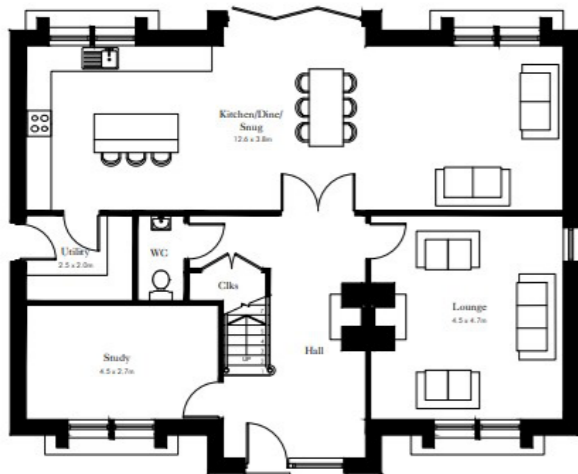 Kitchen/Dine/
Snug
12.6 x 3.8m
Utility
2.5 x 2.0m
WC
Clks
Lounge
4.5 x 4.7m
Study
4.5 x 2.7m
Hall
UP